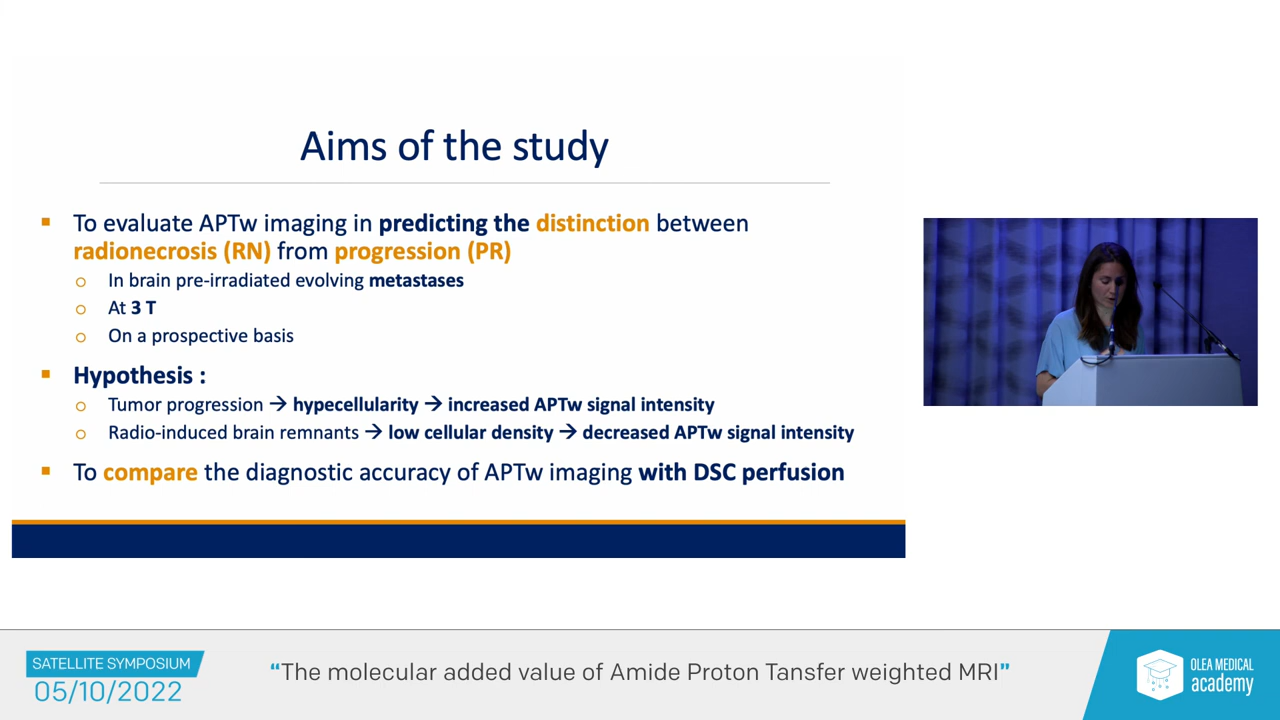 Aims of the study
▪ To evaluate APTw imaging in predicting the distinction between
radionecrosis (RN) from progression (PR)
o In brain pre-irradiated evolving metastases
o At 3 T
o On a prospective basis
▪ Hypothesis :
o Tumor progression → hypecellularity → increased APTw signal intensity
o Radio-induced brain remnants → low cellular density → decreased APTw signal intensity
▪ To compare the diagnostic accuracy of APTw imaging with DSC perfusion
SATELLITE SYMPOSIUM
05/10/2022
“The molecular added value of Amide Proton Tansfer weighted MRI”
OLEA MEDICAL
academy